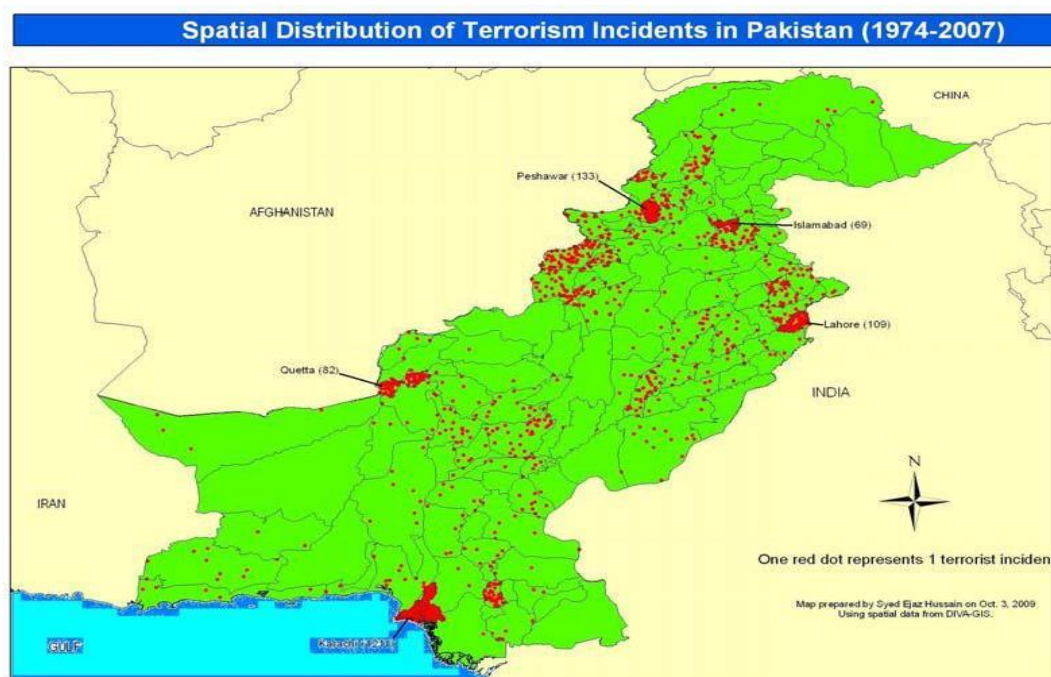 Spatial Distribution of Terrorism Incidents in Pakistan (1974-2007)
CHINA
Peshawar (133)
AFGHANISTAN
Islamabad (69)
Lahore (109)
Quetta (82)
INDIA
N
IRAN
One red dot represents 1 terrorist inciden
Map prepared by Syed Ejaz Hussain on Oct. 3, 2009
Using spatial data from DIVA-GIS.
Karachi
GULF